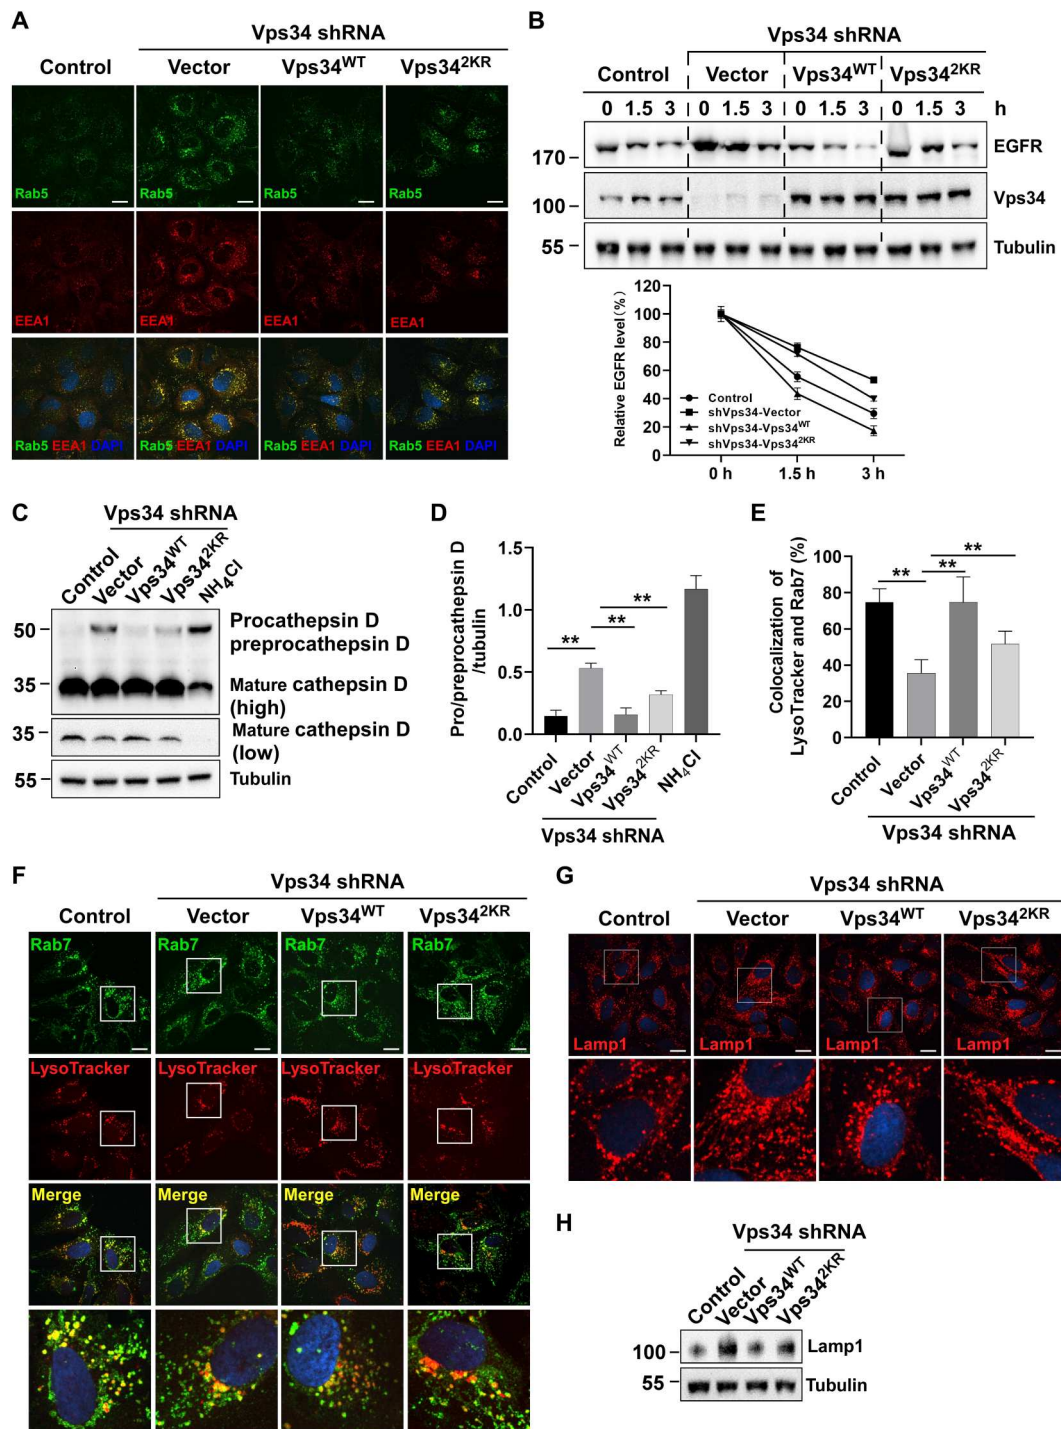 A
Vps34 shRNA
Control Vector Vps34WT Vps342KR
Rab5 Rab5 Rab5 Rab5
EEA1 EEA1 EEA1 EEA1
Rab5 EEA1 DAPI Rab5 EEA1 DAPI Rab5 EEA1 DAPI Rab5 EEA1 DAPI
B
Vps34 shRNA
Control Vector Vps34WT Vps342KR
0 1.5 3 0 1.5 3 0 1.5 3 0 1.5 3 h
170 EGFR
100 Vps34
55 Tubulin
Relative EGFR level (%)
120
100
80
60
40
20
0
Control
shVps34-Vector
shVps34-Vps34WT
shVps34-Vps342KR
0 h 1.5 h 3 h
C
Vps34 shRNA
Control Vector Vps34WT Vps342KR NH4Cl
50 Procathepsin D
preprocathepsin D
35 Mature cathepsin D
(high)
35 Mature cathepsin D
(low)
55 Tubulin
D
Pro/preprocathepsin D
/tubulin
1.5
1.0
0.5
0.0
** ** **
Control Vector Vps34WT Vps342KR NH4Cl
Vps34 shRNA
E
Colocalization of
LysoTracker and Rab7 (%)
100
80
60
40
20
0
** ** **
Control Vector Vps34WT Vps342KR
Vps34 shRNA
F
Vps34 shRNA
Control Vector Vps34WT Vps342KR
Rab7 Rab7 Rab7 Rab7
LysoTracker LysoTracker LysoTracker LysoTracker
Merge Merge Merge Merge
G
Vps34 shRNA
Control Vector Vps34WT Vps342KR
Lamp1 Lamp1 Lamp1 Lamp1
H
Vps34 shRNA
Control Vector Vps34WT Vps342KR
100 Lamp1
55 Tubulin